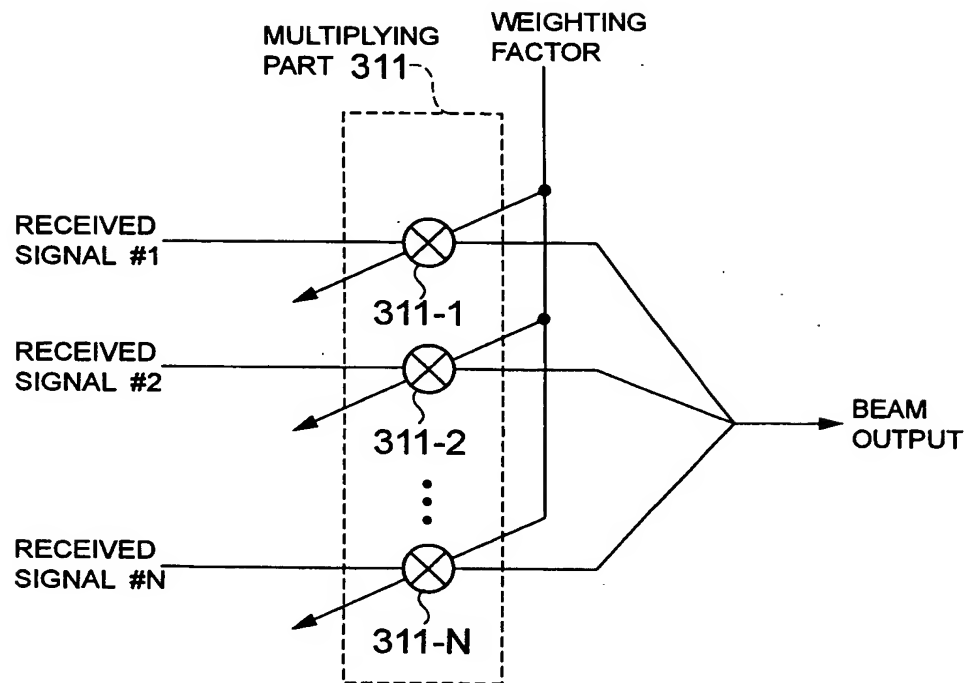 MULTIPLYING
PART 311
WEIGHTING
FACTOR
RECEIVED
SIGNAL #1
311-1
RECEIVED
SIGNAL #2
311-2
BEAM
OUTPUT
RECEIVED
SIGNAL #N
311-N